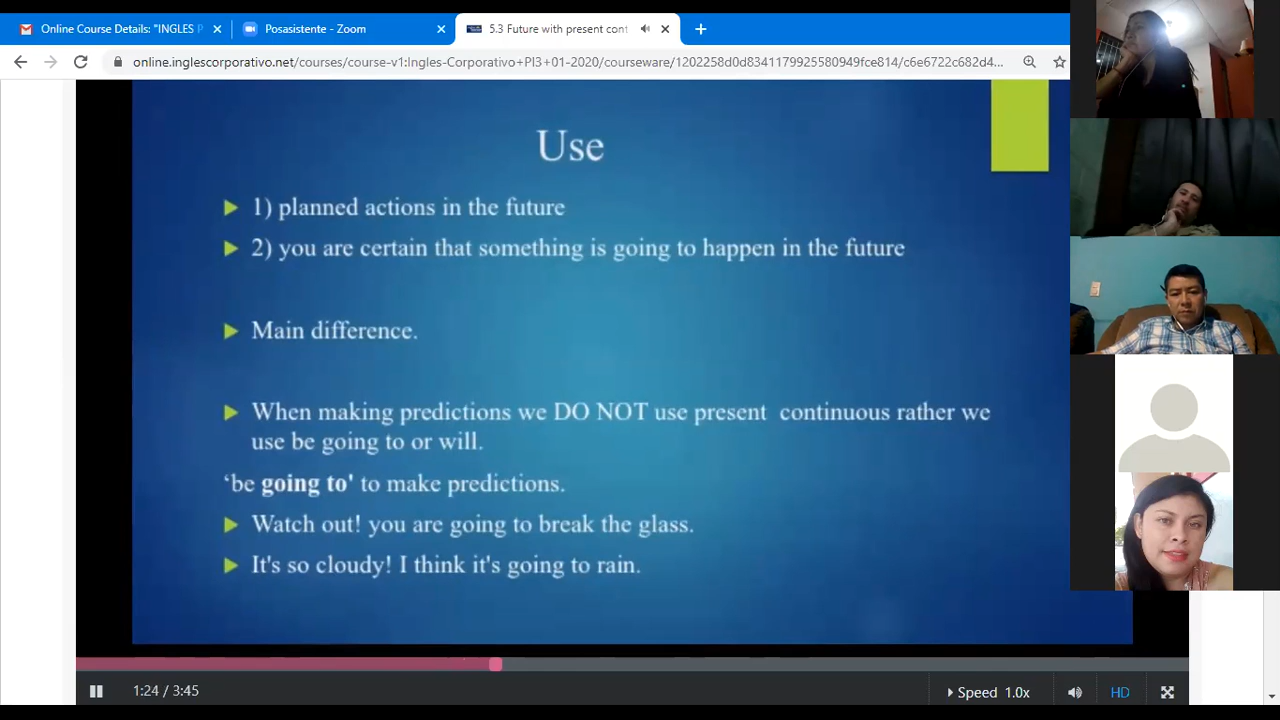 Online Course Details: "INGLES P
Posasistente - Zoom
5.3 Future with present cont
online.inglescorporativo.net/courses/course-v1:Ingles-Corporativo+PI3+01-2020/courseware/1202258d0d8341179925580949fce814/c6e6722c682d4...
Use
1) planned actions in the future
2) you are certain that something is going to happen in the future
Main difference.
When making predictions we DO NOT use present continuous rather we
use be going to or will.
‘be going to' to make predictions.
Watch out! you are going to break the glass.
It's so cloudy! I think it's going to rain.
1:24 / 3:45
Speed 1.0x
HD